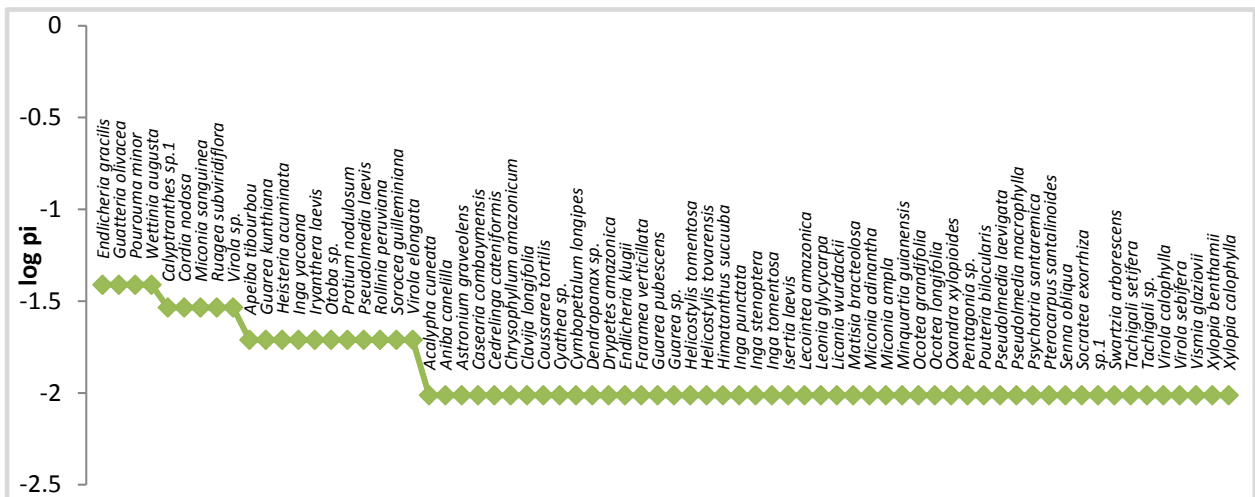 0
-0.5
-1
-1.5
-2
-2.5
log pi
Endlicheria gracilis
Guatteria olivacea
Pourouma minor
Wettinia augusta
Calyptranthes sp.1
Cordia nodosa
Miconia sanguinea
Ruagea subviridiflora
Virola sp.
Apeiba tibourbou
Guarea kunthiana
Heisteria acuminata
Inga yacoana
Iryanthera laevis
Otoba sp.
Protium nodulosum
Pseudolmedia laevis
Rollinia peruviana
Sorocea guilleminiana
Virola elongata
Acalypha cuneata
Aniba canelilla
Astronium graveolens
Casearia combaymensis
Cedrelinga cateniformis
Chrysophyllum amazonicum
Clavija longifolia
Coussarea tortilis
Cyathea sp.
Cymbopetalum longipes
Dendropanax sp.
Drypetes amazonica
Endlicheria klugii
Faramea verticillata
Guarea pubescens
Guarea sp.
Helicostylis tomentosa
Helicostylis tovarensis
Himatanthus sucuuba
Inga punctata
Inga stenoptera
Inga tomentosa
Isertia laevis
Lecointea amazonica
Leonia glycycarpa
Licania wurdackii
Matisia bracteolosa
Miconia adinantha
Miconia ampla
Minquartia guianensis
Ocotea grandifolia
Ocotea longifolia
Oxandra xylopioides
Pentagonia sp.
Pouteria bilocularis
Pseudolmedia laevigata
Pseudolmedia macrophylla
Psychotria santaremica
Pterocarpus santalinoides
Senna obliqua
Socratea exorrhiza
sp.1
Swartzia arborescens
Tachigali setifera
Tachigali sp.
Virola calophylla
Virola sebifera
Vismia glaziovii
Xylopia benthamii
Xylopia calophylla